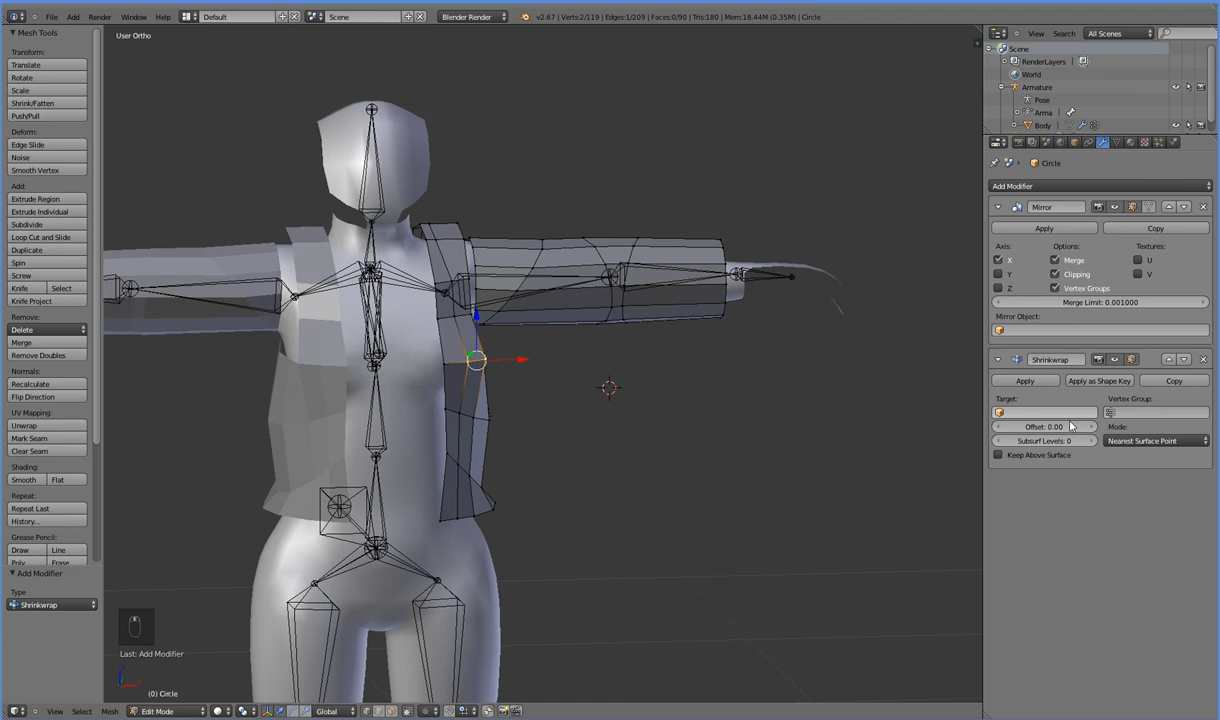 File Add Render Window Help Default Scene Blender Render v2.67 | Verts:2/119 | Edges:1/209 | Faces:0/90 | Tris:180 | Mem:18.44M (0.35M) | Circle
Mesh Tools
Transform:
Translate
Rotate
Scale
Shrink/Fatten
Push/Pull
Deform:
Edge Slide
Noise
Smooth Vertex
Add:
Extrude Region
Extrude Individual
Subdivide
Loop Cut and Slide
Duplicate
Spin
Screw
Knife Select
Knife Project
Remove:
Delete
Merge
Remove Doubles
Normals:
Recalculate
Flip Direction
UV Mapping:
Unwrap
Mark Seam
Clear Seam
Shading:
Smooth Flat
Repeat:
Repeat Last
History...
Grease Pencil:
Draw Line
Poly Erase
Add Modifier
Type
Shrinkwrap
User Ortho
Last: Add Modifier
(0) Circle
View Select Mesh Edit Mode Global
View Search All Scenes
Scene
RenderLayers |
World
Armature
Pose
Arma
Body
Circle
Add Modifier
Mirror
Apply Copy
Axis: Options: Textures:
X Merge U
Y Clipping V
Z Vertex Groups
Merge Limit: 0.001000
Mirror Object:
Shrinkwrap
Apply Apply as Shape Key Copy
Target: Vertex Group:
Offset: 0.00 Mode:
Subsurf Levels: 0 Nearest Surface Point
Keep Above Surface